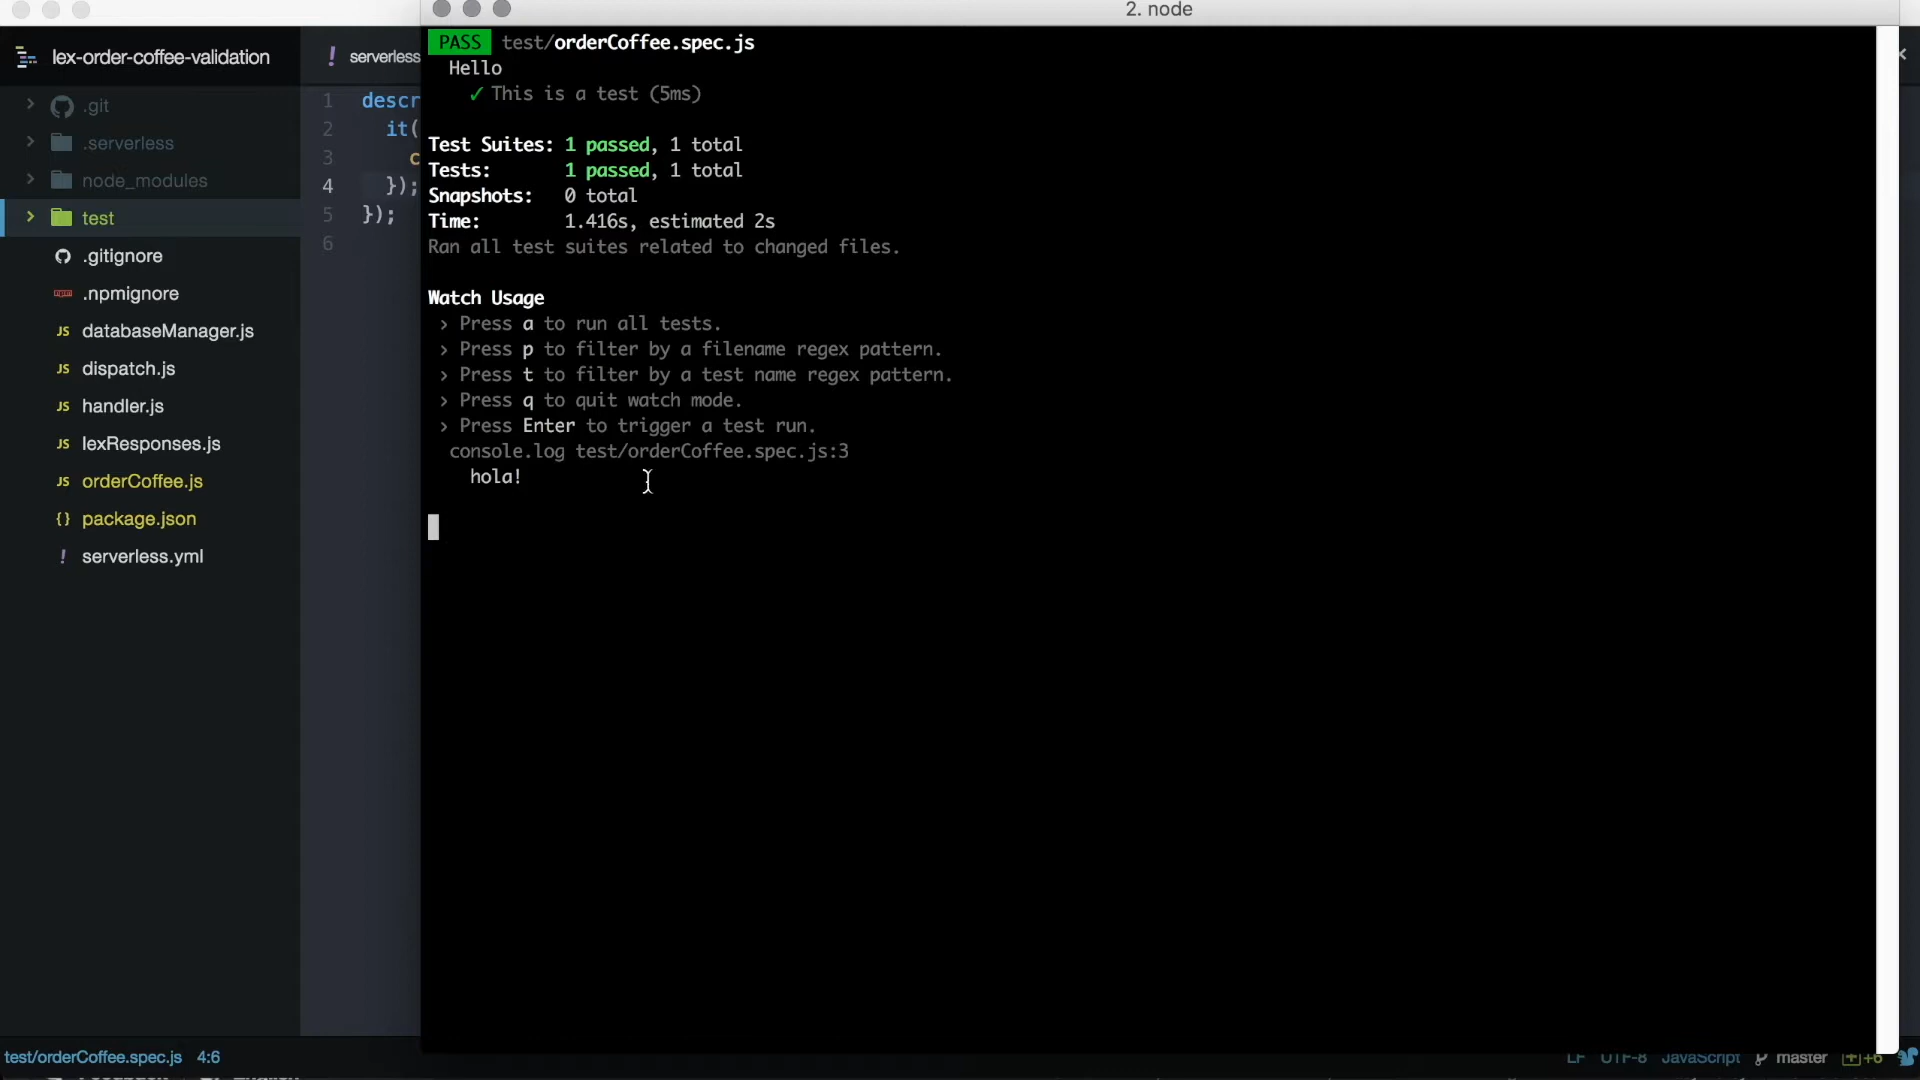 2. node
lex-order-coffee-validation
! serverless
.git
.serverless
node_modules
test
.gitignore
.npmignore
JS databaseManager.js
JS dispatch.js
JS handler.js
JS lexResponses.js
JS orderCoffee.js
{} package.json
! serverless.yml
1 descr
2 it(
3 c
4 });
5 });
6
PASS test/orderCoffee.spec.js
Hello
✓ This is a test (5ms)
Test Suites: 1 passed, 1 total
Tests: 1 passed, 1 total
Snapshots: 0 total
Time: 1.416s, estimated 2s
Ran all test suites related to changed files.
Watch Usage
› Press a to run all tests.
› Press p to filter by a filename regex pattern.
› Press t to filter by a test name regex pattern.
› Press q to quit watch mode.
› Press Enter to trigger a test run.
console.log test/orderCoffee.spec.js:3
hola!
test/orderCoffee.spec.js 4:6
LF UTF-8 JavaScript master +6